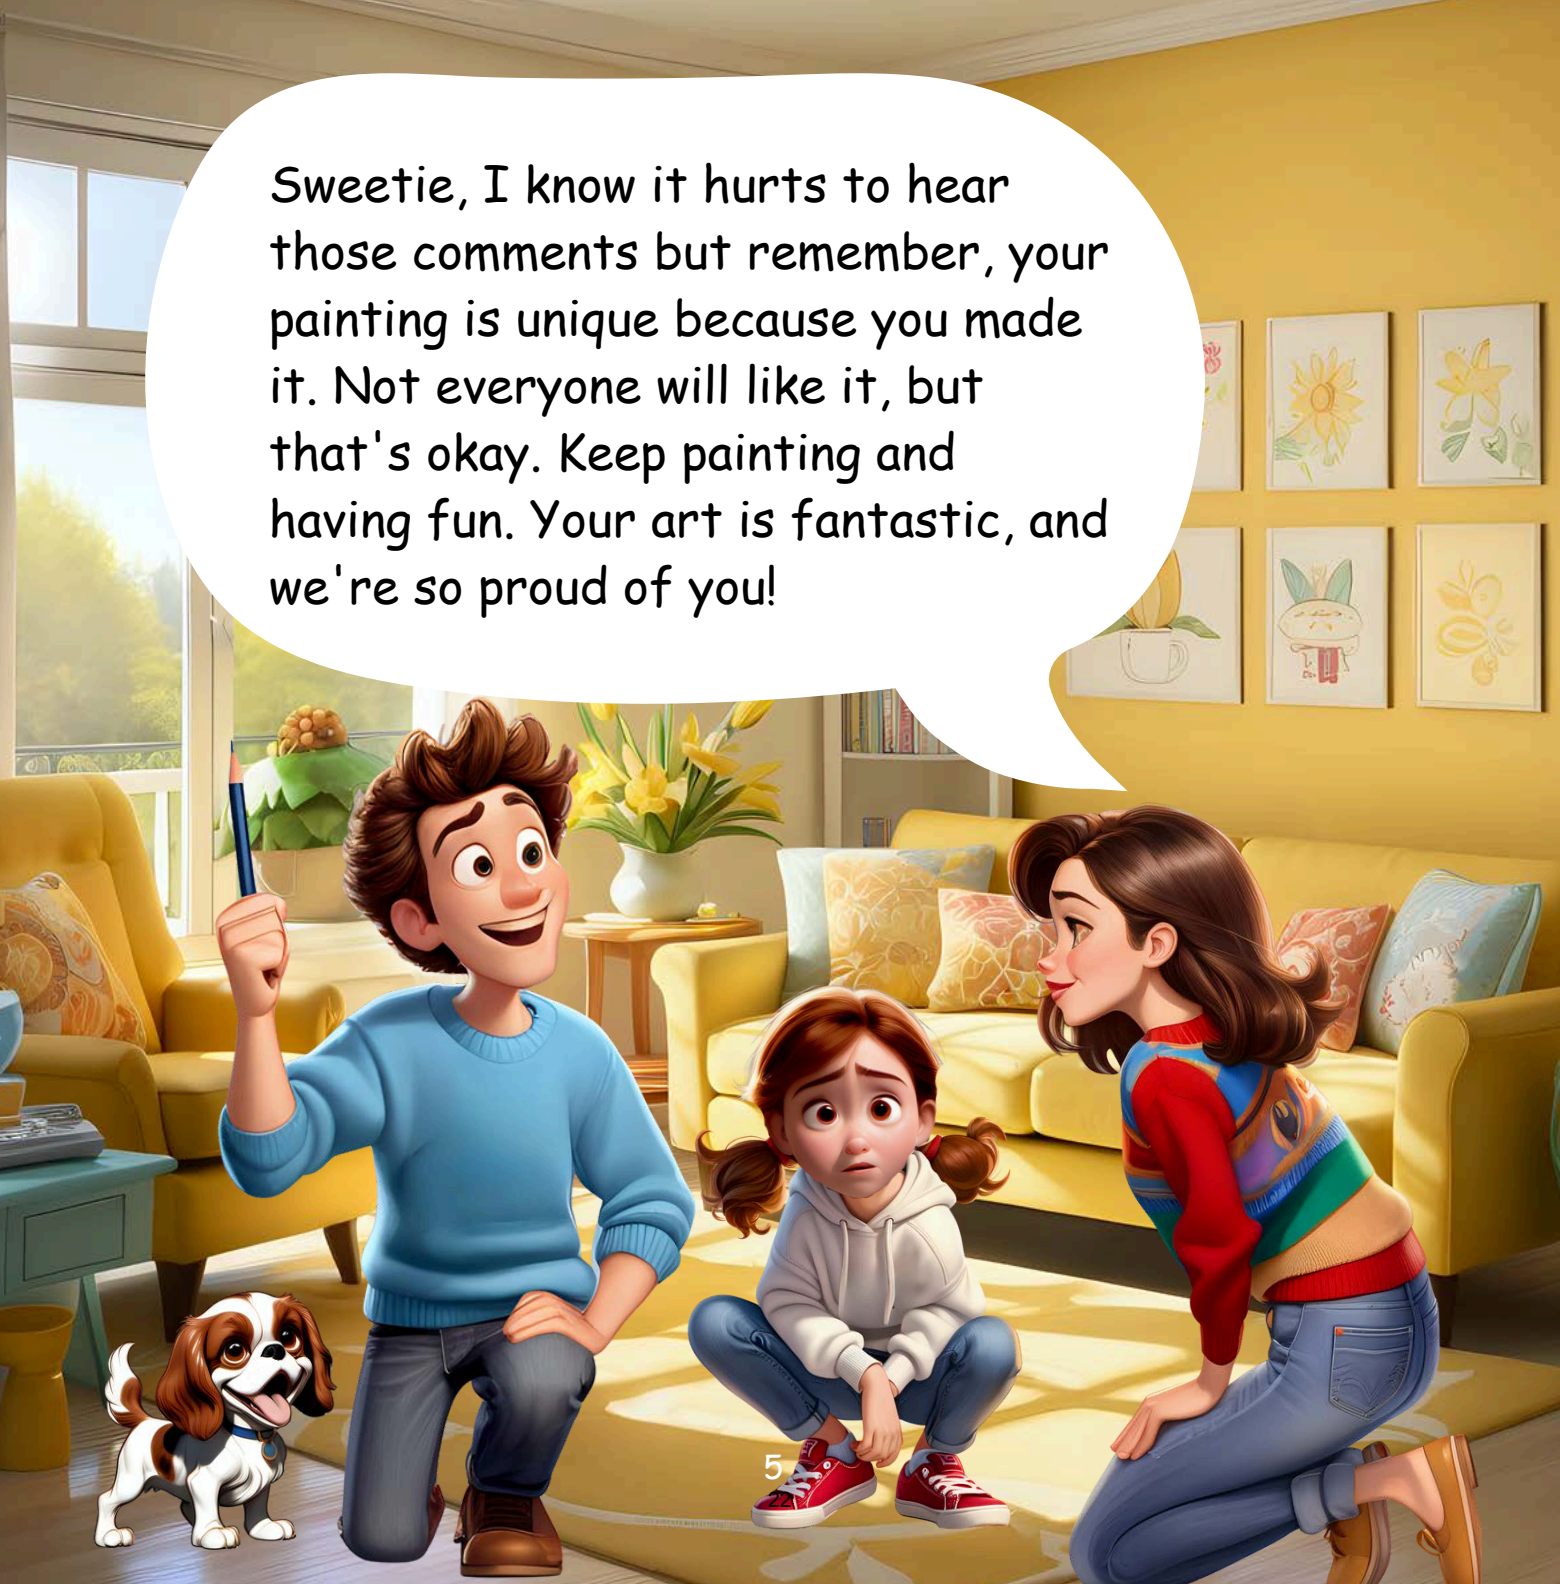 Sweetie, I know it hurts to hear
those comments but remember, your
painting is unique because you made
it. Not everyone will like it, but
that's okay. Keep painting and
having fun. Your art is fantastic, and
we're so proud of you!
5
22